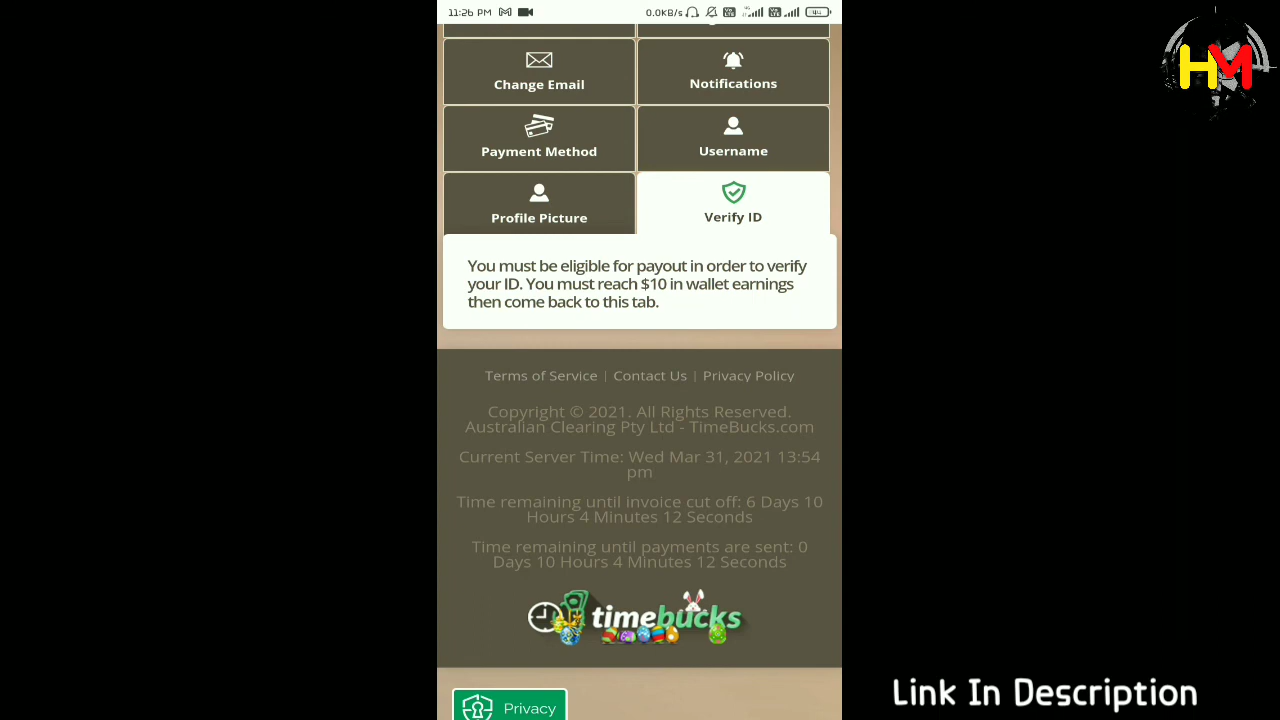 11:26 PM
0.0KB/s
HM
Change Email
Notifications
Payment Method
Username
Profile Picture
Verify ID
You must be eligible for payout in order to verify
your ID. You must reach $10 in wallet earnings
then come back to this tab.
Terms of Service | Contact Us | Privacy Policy
Copyright © 2021. All Rights Reserved.
Australian Clearing Pty Ltd - TimeBucks.com
Current Server Time: Wed Mar 31, 2021 13:54
pm
Time remaining until invoice cut off: 6 Days 10
Hours 4 Minutes 12 Seconds
Time remaining until payments are sent: 0
Days 10 Hours 4 Minutes 12 Seconds
timebucks
Link In Description
Privacy